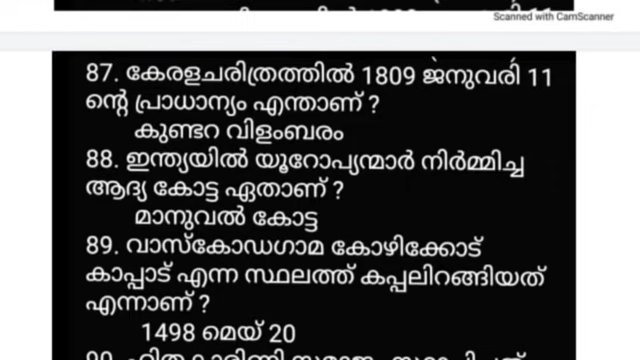 Scanned with CamScanner
87. കേരളചരിത്രത്തിൽ 1809 ജനുവരി 11
ന്റെ പ്രാധാന്യം എന്താണ് ?
കുണ്ടറ വിളംബരം
88. ഇന്ത്യയിൽ യൂറോപ്യന്മാർ നിർമ്മിച്ച
ആദ്യ കോട്ട ഏതാണ് ?
മാനുവൽ കോട്ട
89. വാസ്കോഡഗാമ കോഴിക്കോട്
കാപ്പാട് എന്ന സ്ഥലത്ത് കപ്പലിറങ്ങിയത്
എന്നാണ് ?
1498 മെയ് 20